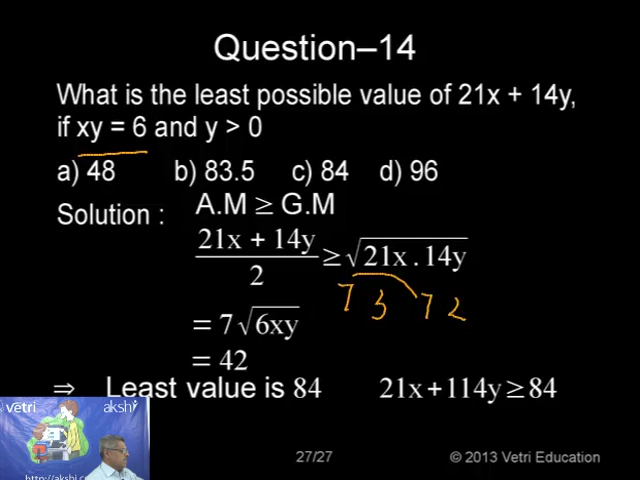 Question–14
What is the least possible value of 21x + 14y,
if xy = 6 and y > 0
a) 48 b) 83.5 c) 84 d) 96
Solution : A.M ≥ G.M
(21x + 14y)/2 ≥ √(21x . 14y)
7 3 7 2
= 7√(6xy)
= 42
⇒ Least value is 84 21x+114y ≥ 84
vetri akshi
http://akshi.c
27/27 © 2013 Vetri Education